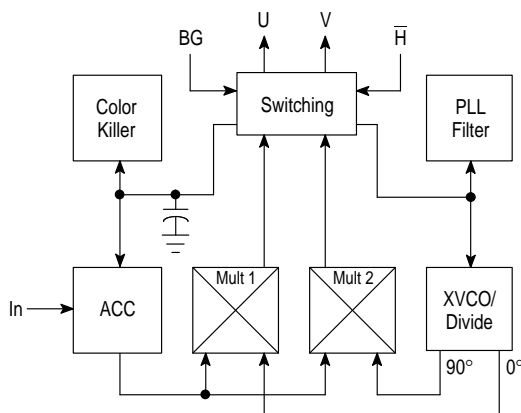 U
V
BG
H̅
Color
Killer
Switching
PLL
Filter
In
ACC
Mult 1
Mult 2
XVCO/
Divide
90°
0°